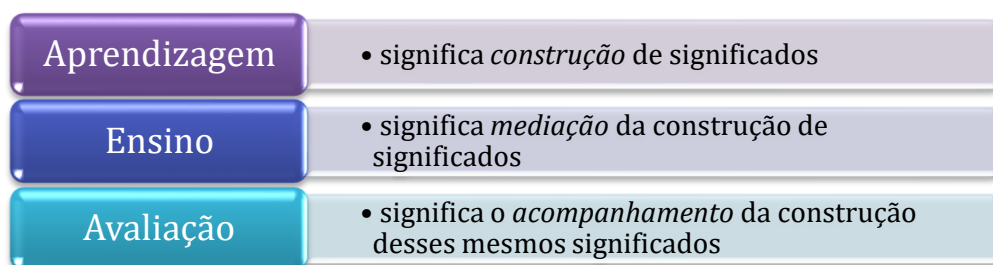 Aprendizagem
• significa construção de significados
Ensino
• significa mediação da construção de
significados
Avaliação
• significa o acompanhamento da construção
desses mesmos significados